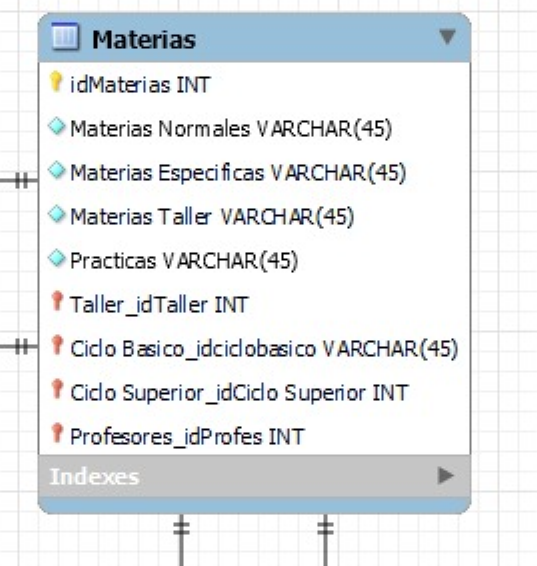 Materias
idMaterias INT
Materias Normales VARCHAR(45)
Materias Especificas VARCHAR(45)
Materias Taller VARCHAR(45)
Practicas VARCHAR(45)
Taller_idTaller INT
Ciclo Basico_idciclobasico VARCHAR(45)
Ciclo Superior_idCiclo Superior INT
Profesores_idProfes INT
Indexes